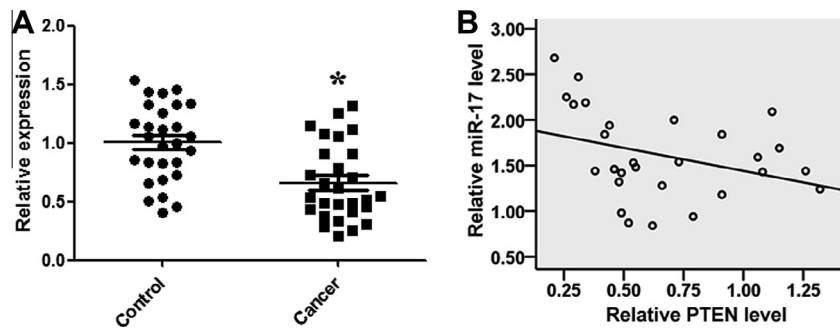 A
Relative expression
2.0
1.5
1.0
0.5
0.0
*
Control
Cancer
B
Relative miR-17 level
3.00
2.50
2.00
1.50
1.00
0.50
0.25
0.50
0.75
1.00
1.25
Relative PTEN level